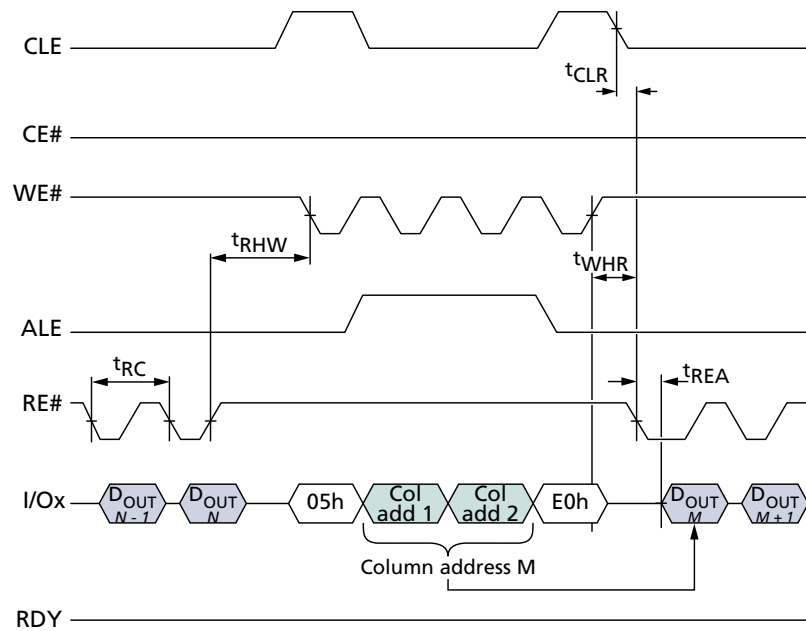 CLE
tCLR
CE#
WE#
tRHW
tWHR
ALE
tRC
tREA
RE#
I/Ox
DOUT
N - 1
DOUT
N
05h
Col
add 1
Col
add 2
E0h
DOUT
M
DOUT
M + 1
Column address M
RDY